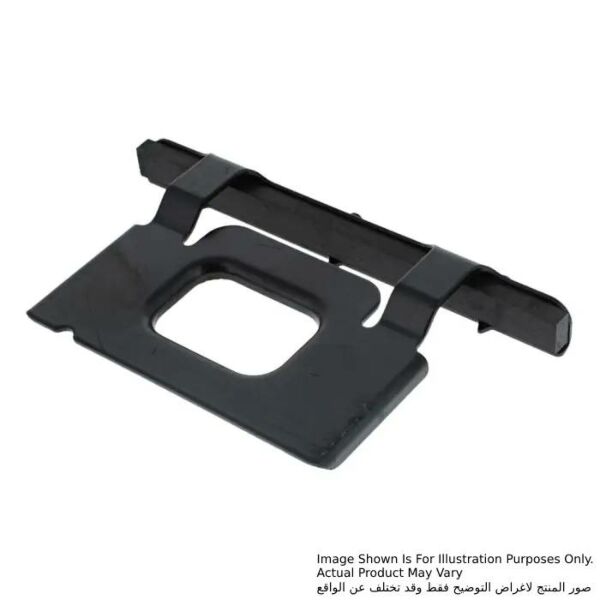 Image Shown Is For Illustration Purposes Only.
Actual Product May Vary
صور المنتج لاغراض التوضيح فقط وقد تختلف عن الواقع